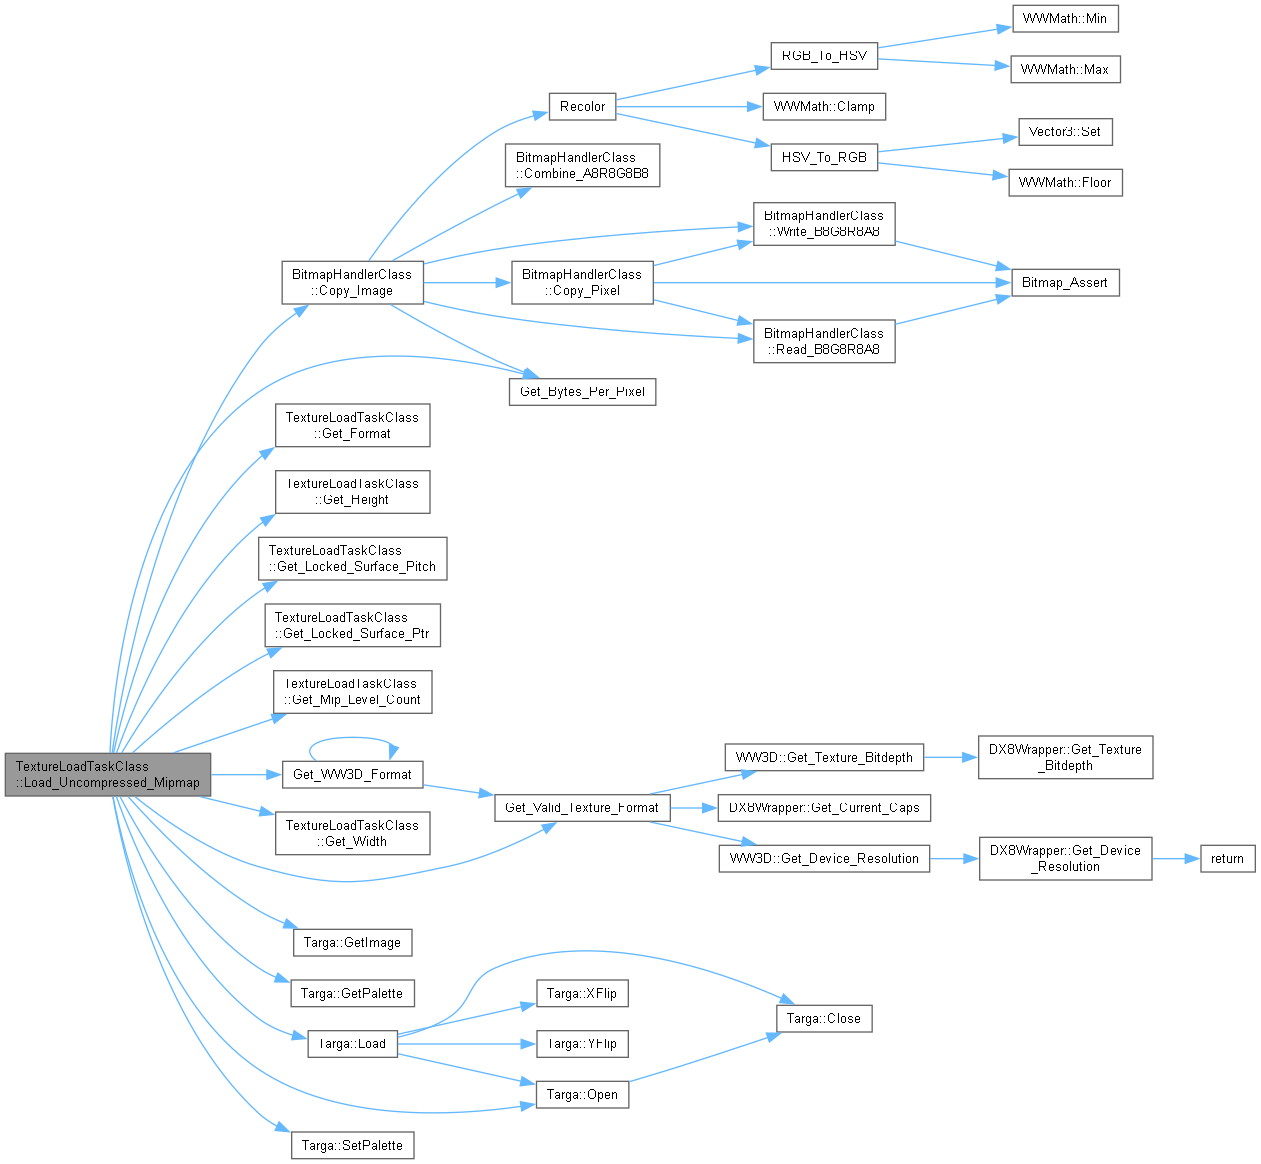 WWMath::Min
RGB_To_HSV
WWMath::Max
Recolor
WWMath::Clamp
Vector3::Set
HSV_To_RGB
WWMath::Floor
BitmapHandlerClass
::Combine_A8R8G8B8
BitmapHandlerClass
::Write_B8G8R8A8
BitmapHandlerClass
::Copy_Image
BitmapHandlerClass
::Copy_Pixel
Bitmap_Assert
BitmapHandlerClass
::Read_B8G8R8A8
Get_Bytes_Per_Pixel
TextureLoadTaskClass
::Get_Format
TextureLoadTaskClass
::Get_Height
TextureLoadTaskClass
::Get_Locked_Surface_Pitch
TextureLoadTaskClass
::Get_Locked_Surface_Ptr
TextureLoadTaskClass
::Get_Mip_Level_Count
TextureLoadTaskClass
::Load_Uncompressed_Mipmap
Get_WW3D_Format
WW3D::Get_Texture_Bitdepth
DX8Wrapper::Get_Texture
_Bitdepth
Get_Valid_Texture_Format
DX8Wrapper::Get_Current_Caps
TextureLoadTaskClass
::Get_Width
WW3D::Get_Device_Resolution
DX8Wrapper::Get_Device
_Resolution
return
Targa::GetImage
Targa::GetPalette
Targa::XFlip
Targa::Close
Targa::Load
Targa::YFlip
Targa::Open
Targa::SetPalette